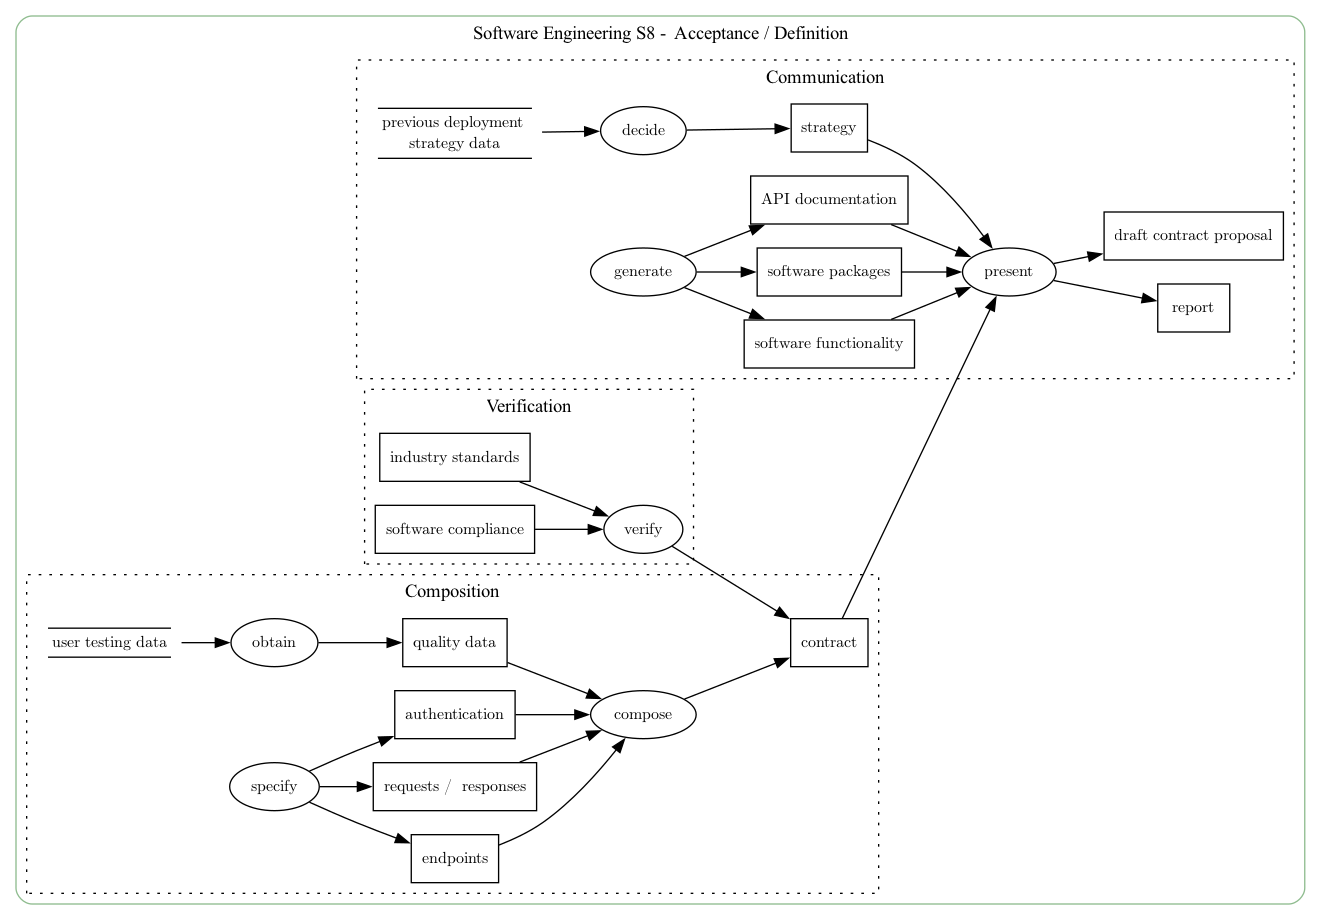 Software Engineering S8 - Acceptance / Definition
Communication
previous deployment
strategy data
decide
strategy
API documentation
generate
software packages
software functionality
present
draft contract proposal
report
Verification
industry standards
software compliance
verify
Composition
user testing data
obtain
quality data
contract
authentication
compose
specify
requests / responses
endpoints